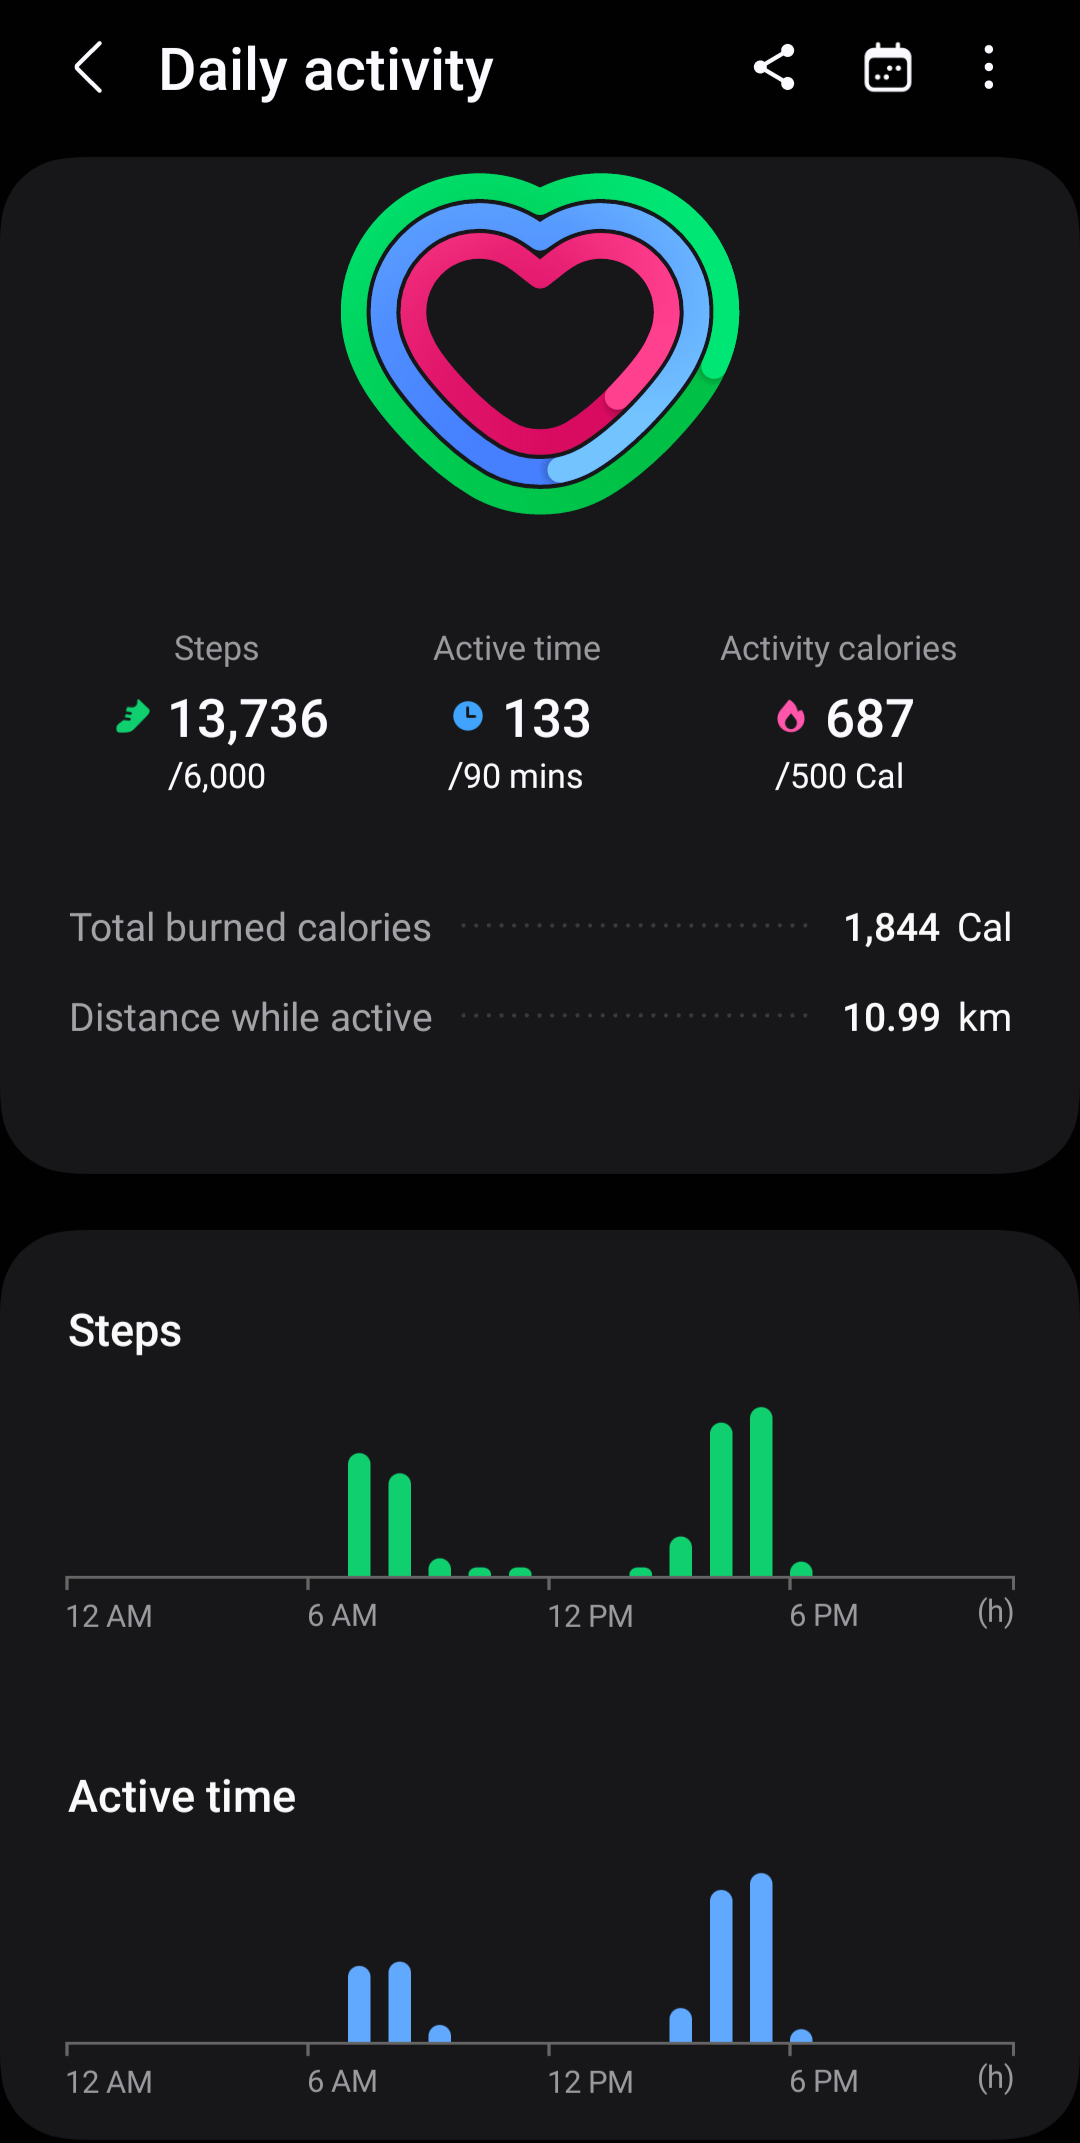 Daily activity
Steps Active time Activity calories
13,736 133 687
/6,000 /90 mins /500 Cal
Total burned calories 1,844 Cal
Distance while active 10.99 km
Steps
12 AM 6 AM 12 PM 6 PM (h)
Active time
12 AM 6 AM 12 PM 6 PM (h)